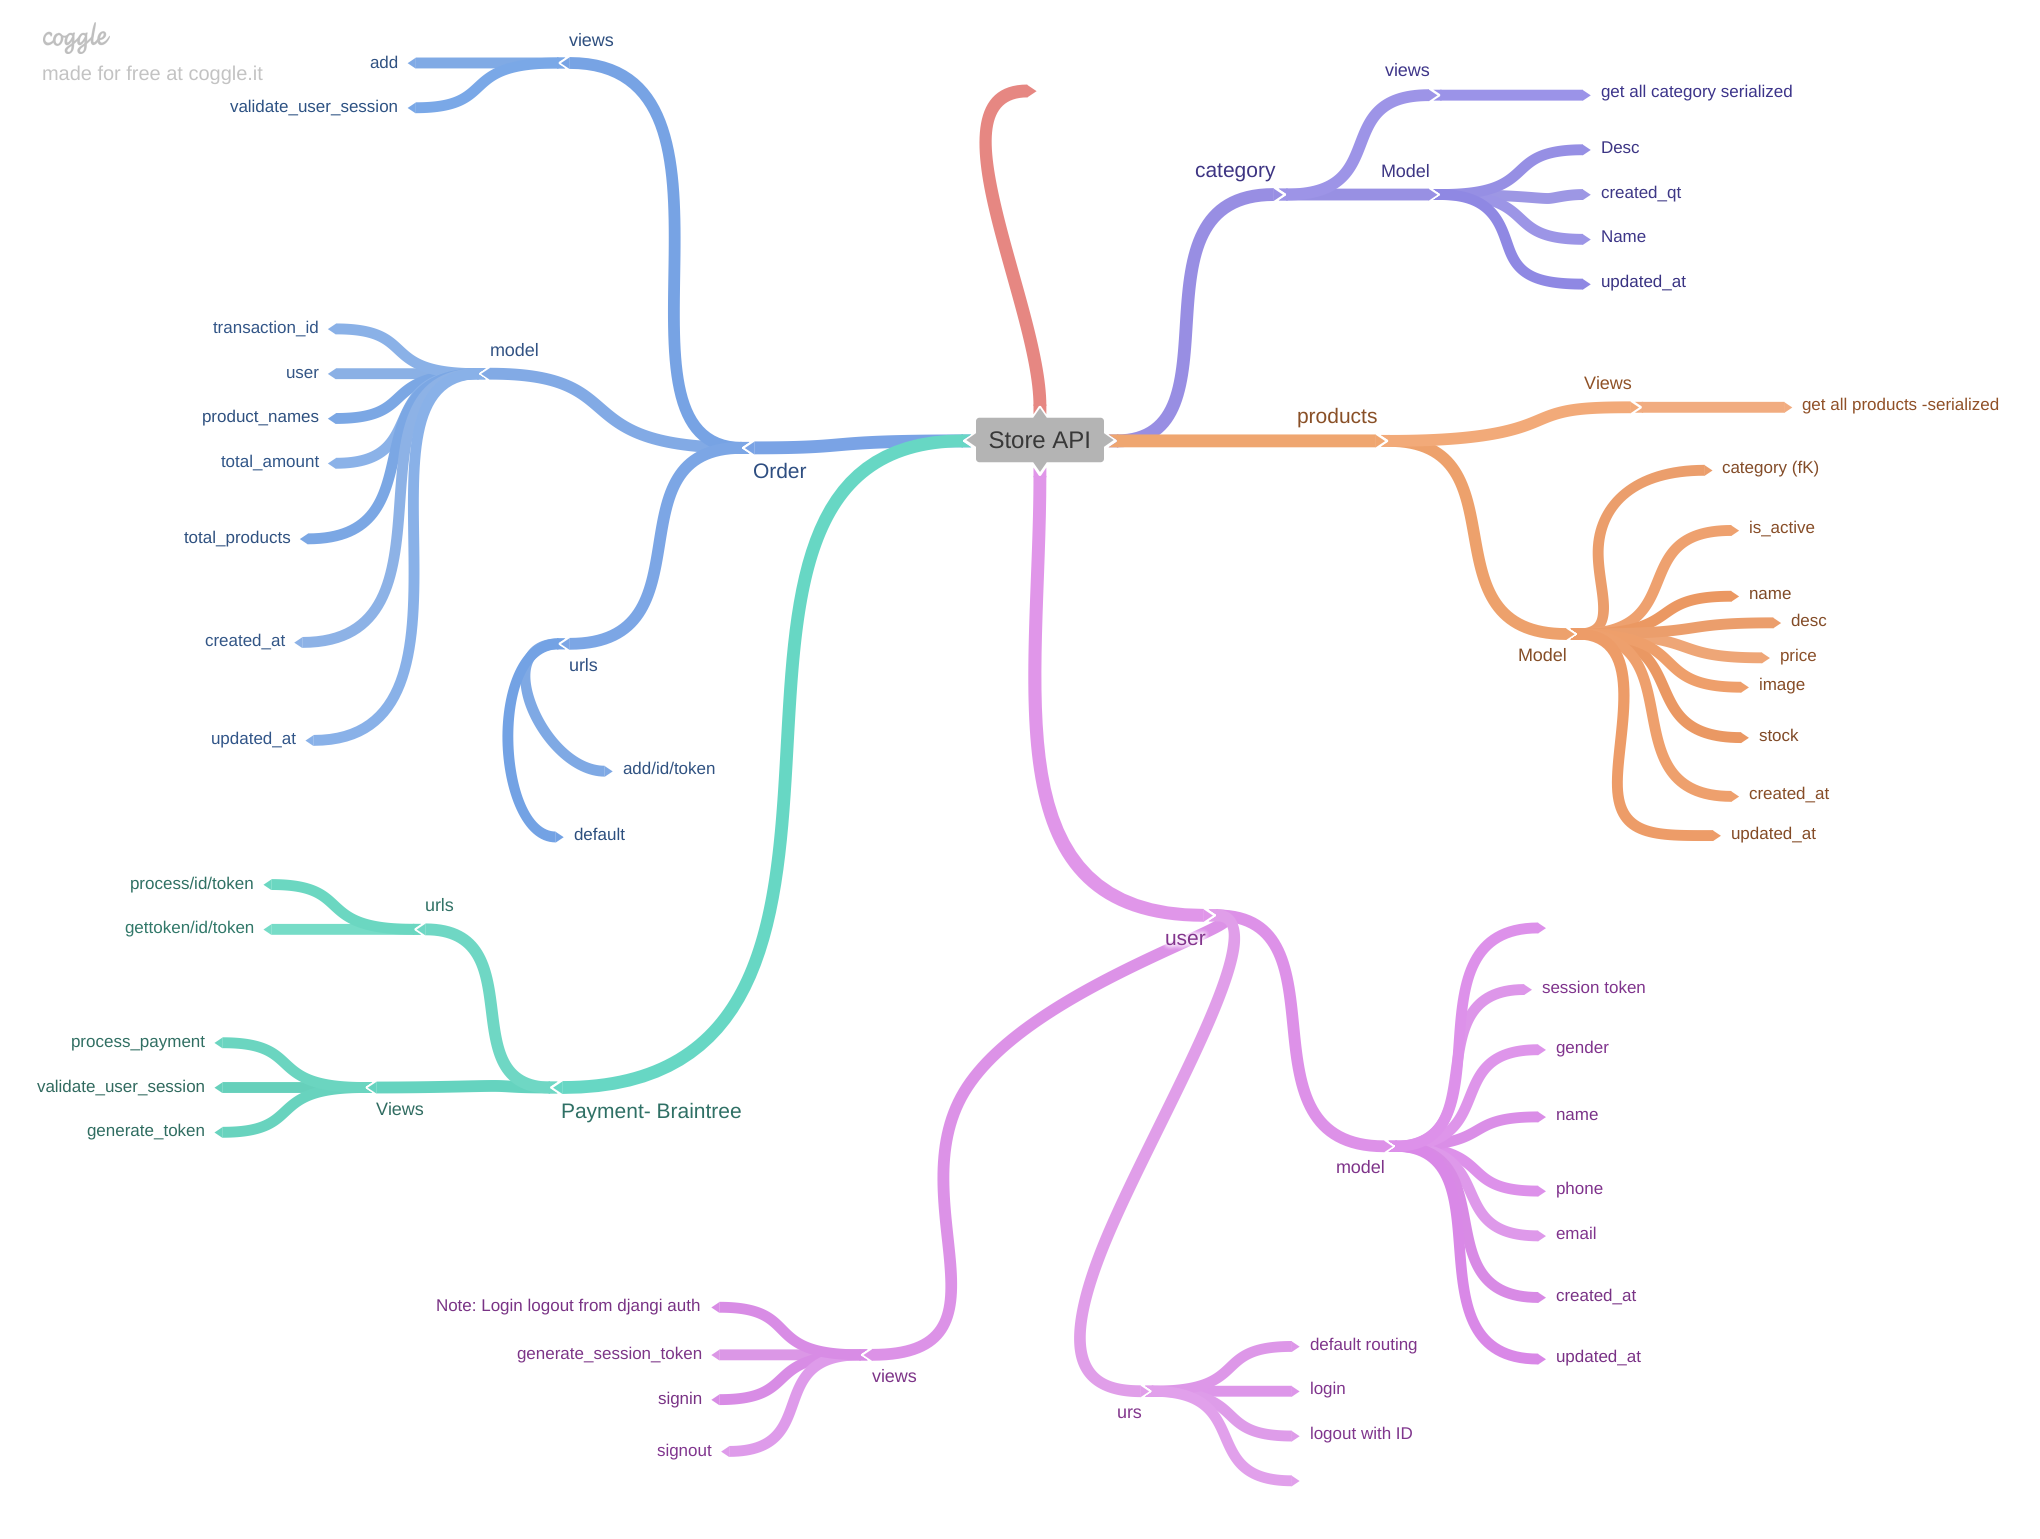 coggle
made for free at coggle.it
Store API
Order
views
add
validate_user_session
model
transaction_id
user
product_names
total_amount
total_products
created_at
updated_at
urls
add/id/token
default
Payment- Braintree
urls
process/id/token
gettoken/id/token
Views
process_payment
validate_user_session
generate_token
category
views
get all category serialized
Model
Desc
created_qt
Name
updated_at
products
Views
get all products -serialized
Model
category (fK)
is_active
name
desc
price
image
stock
created_at
updated_at
user
model
session token
gender
name
phone
email
created_at
updated_at
views
Note: Login logout from djangi auth
generate_session_token
signin
signout
urs
default routing
login
logout with ID